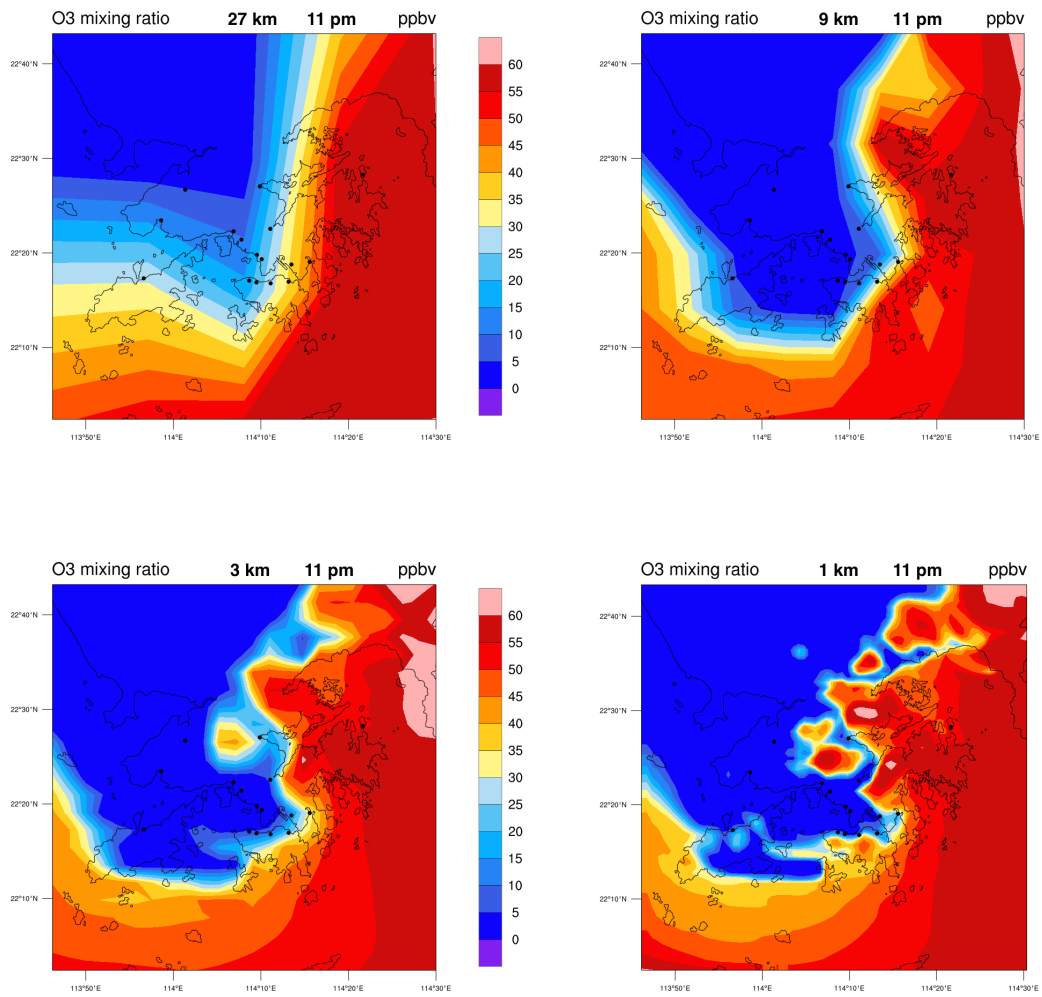 O3 mixing ratio 27 km 11 pm ppbv
O3 mixing ratio 9 km 11 pm ppbv
22°40'N
22°30'N
22°20'N
22°10'N
113°50'E 114°E 114°10'E 114°20'E 114°30'E
60
55
50
45
40
35
30
25
20
15
10
5
0
22°40'N
22°30'N
22°20'N
22°10'N
113°50'E 114°E 114°10'E 114°20'E 114°30'E
O3 mixing ratio 3 km 11 pm ppbv
O3 mixing ratio 1 km 11 pm ppbv
22°40'N
22°30'N
22°20'N
22°10'N
113°50'E 114°E 114°10'E 114°20'E 114°30'E
60
55
50
45
40
35
30
25
20
15
10
5
0
22°40'N
22°30'N
22°20'N
22°10'N
113°50'E 114°E 114°10'E 114°20'E 114°30'E